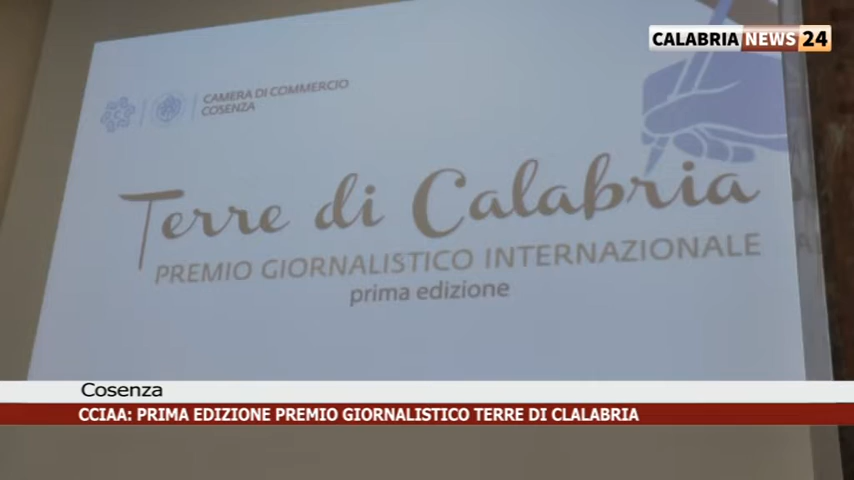 CALABRIA NEWS 24
CAMERA DI COMMERCIO
COSENZA
Terre di Calabria
PREMIO GIORNALISTICO INTERNAZIONALE
prima edizione
Cosenza
CCIAA: PRIMA EDIZIONE PREMIO GIORNALISTICO TERRE DI CLALABRIA